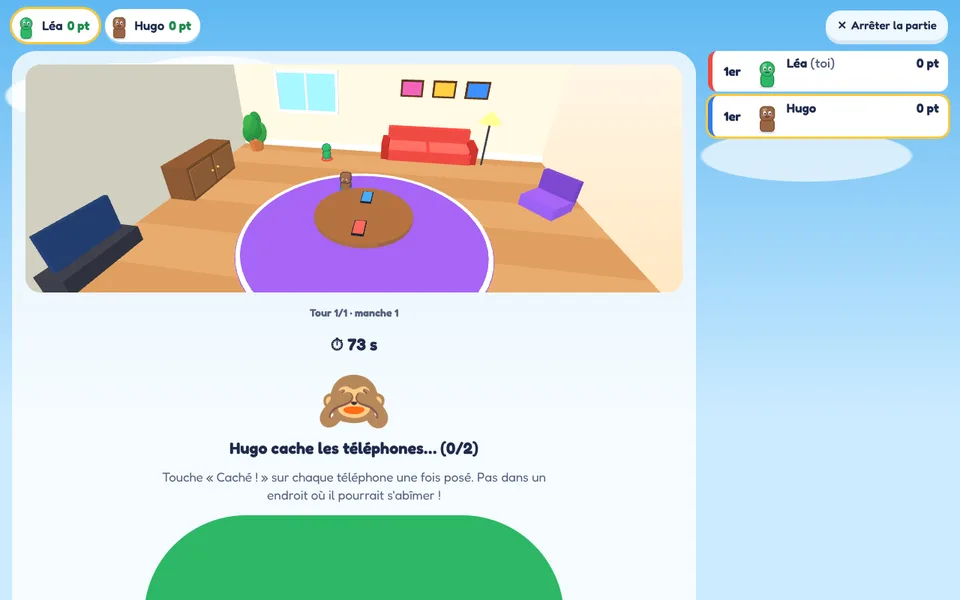 Léa 0 pt
Hugo 0 pt
✕ Arrêter la partie
1er Léa (toi) 0 pt
1er Hugo 0 pt
Tour 1/1 · manche 1
⏱ 73 s
Hugo cache les téléphones… (0/2)
Touche « Caché ! » sur chaque téléphone une fois posé. Pas dans un
endroit où il pourrait s'abîmer !